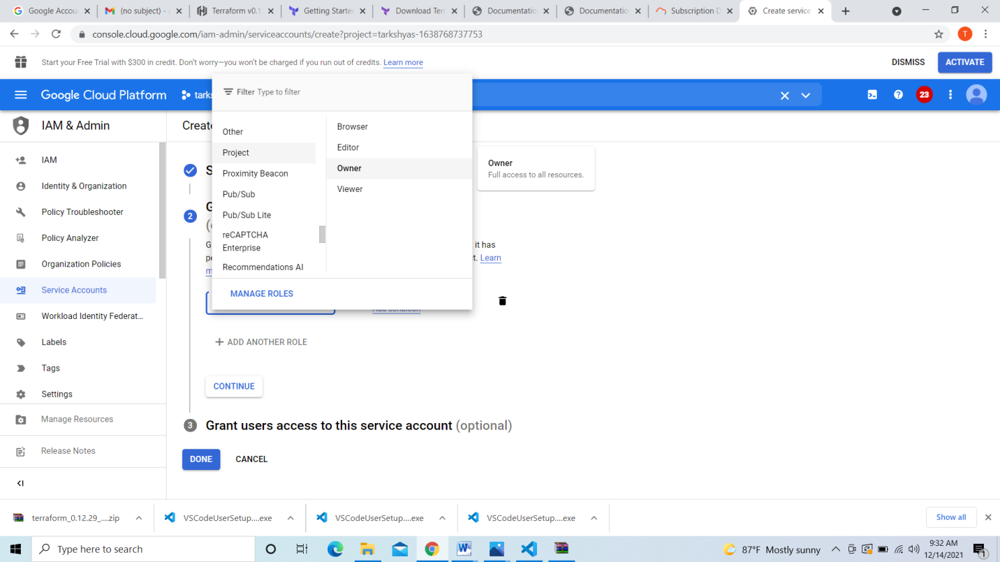 Google Accoun
(no subject) -
Terraform v0.1
Getting Starte
Download Ter
Documentatio
Documentatio
Subscription D
Create service
console.cloud.google.com/iam-admin/serviceaccounts/create?project=tarkshyas-1638768737753
T
Start your Free Trial with $300 in credit. Don't worry—you won't be charged if you run out of credits. Learn more
DISMISS
ACTIVATE
Google Cloud Platform
tarks
23
Filter Type to filter
IAM & Admin
Create
IAM
Identity & Organization
Policy Troubleshooter
Policy Analyzer
Organization Policies
Service Accounts
Workload Identity Federat...
Labels
Tags
Settings
Manage Resources
Release Notes
Other
Project
Proximity Beacon
Pub/Sub
Pub/Sub Lite
reCAPTCHA
Enterprise
Recommendations AI
Browser
Editor
Owner
Viewer
MANAGE ROLES
Owner
Full access to all resources.
S
2
G
(
G
it has
pe
t. Learn
m
Add condition
ADD ANOTHER ROLE
CONTINUE
3 Grant users access to this service account (optional)
DONE
CANCEL
terraform_0.12.29_....zip
VSCodeUserSetup....exe
VSCodeUserSetup....exe
VSCodeUserSetup....exe
Show all
Type here to search
87°F Mostly sunny
9:32 AM
12/14/2021
1